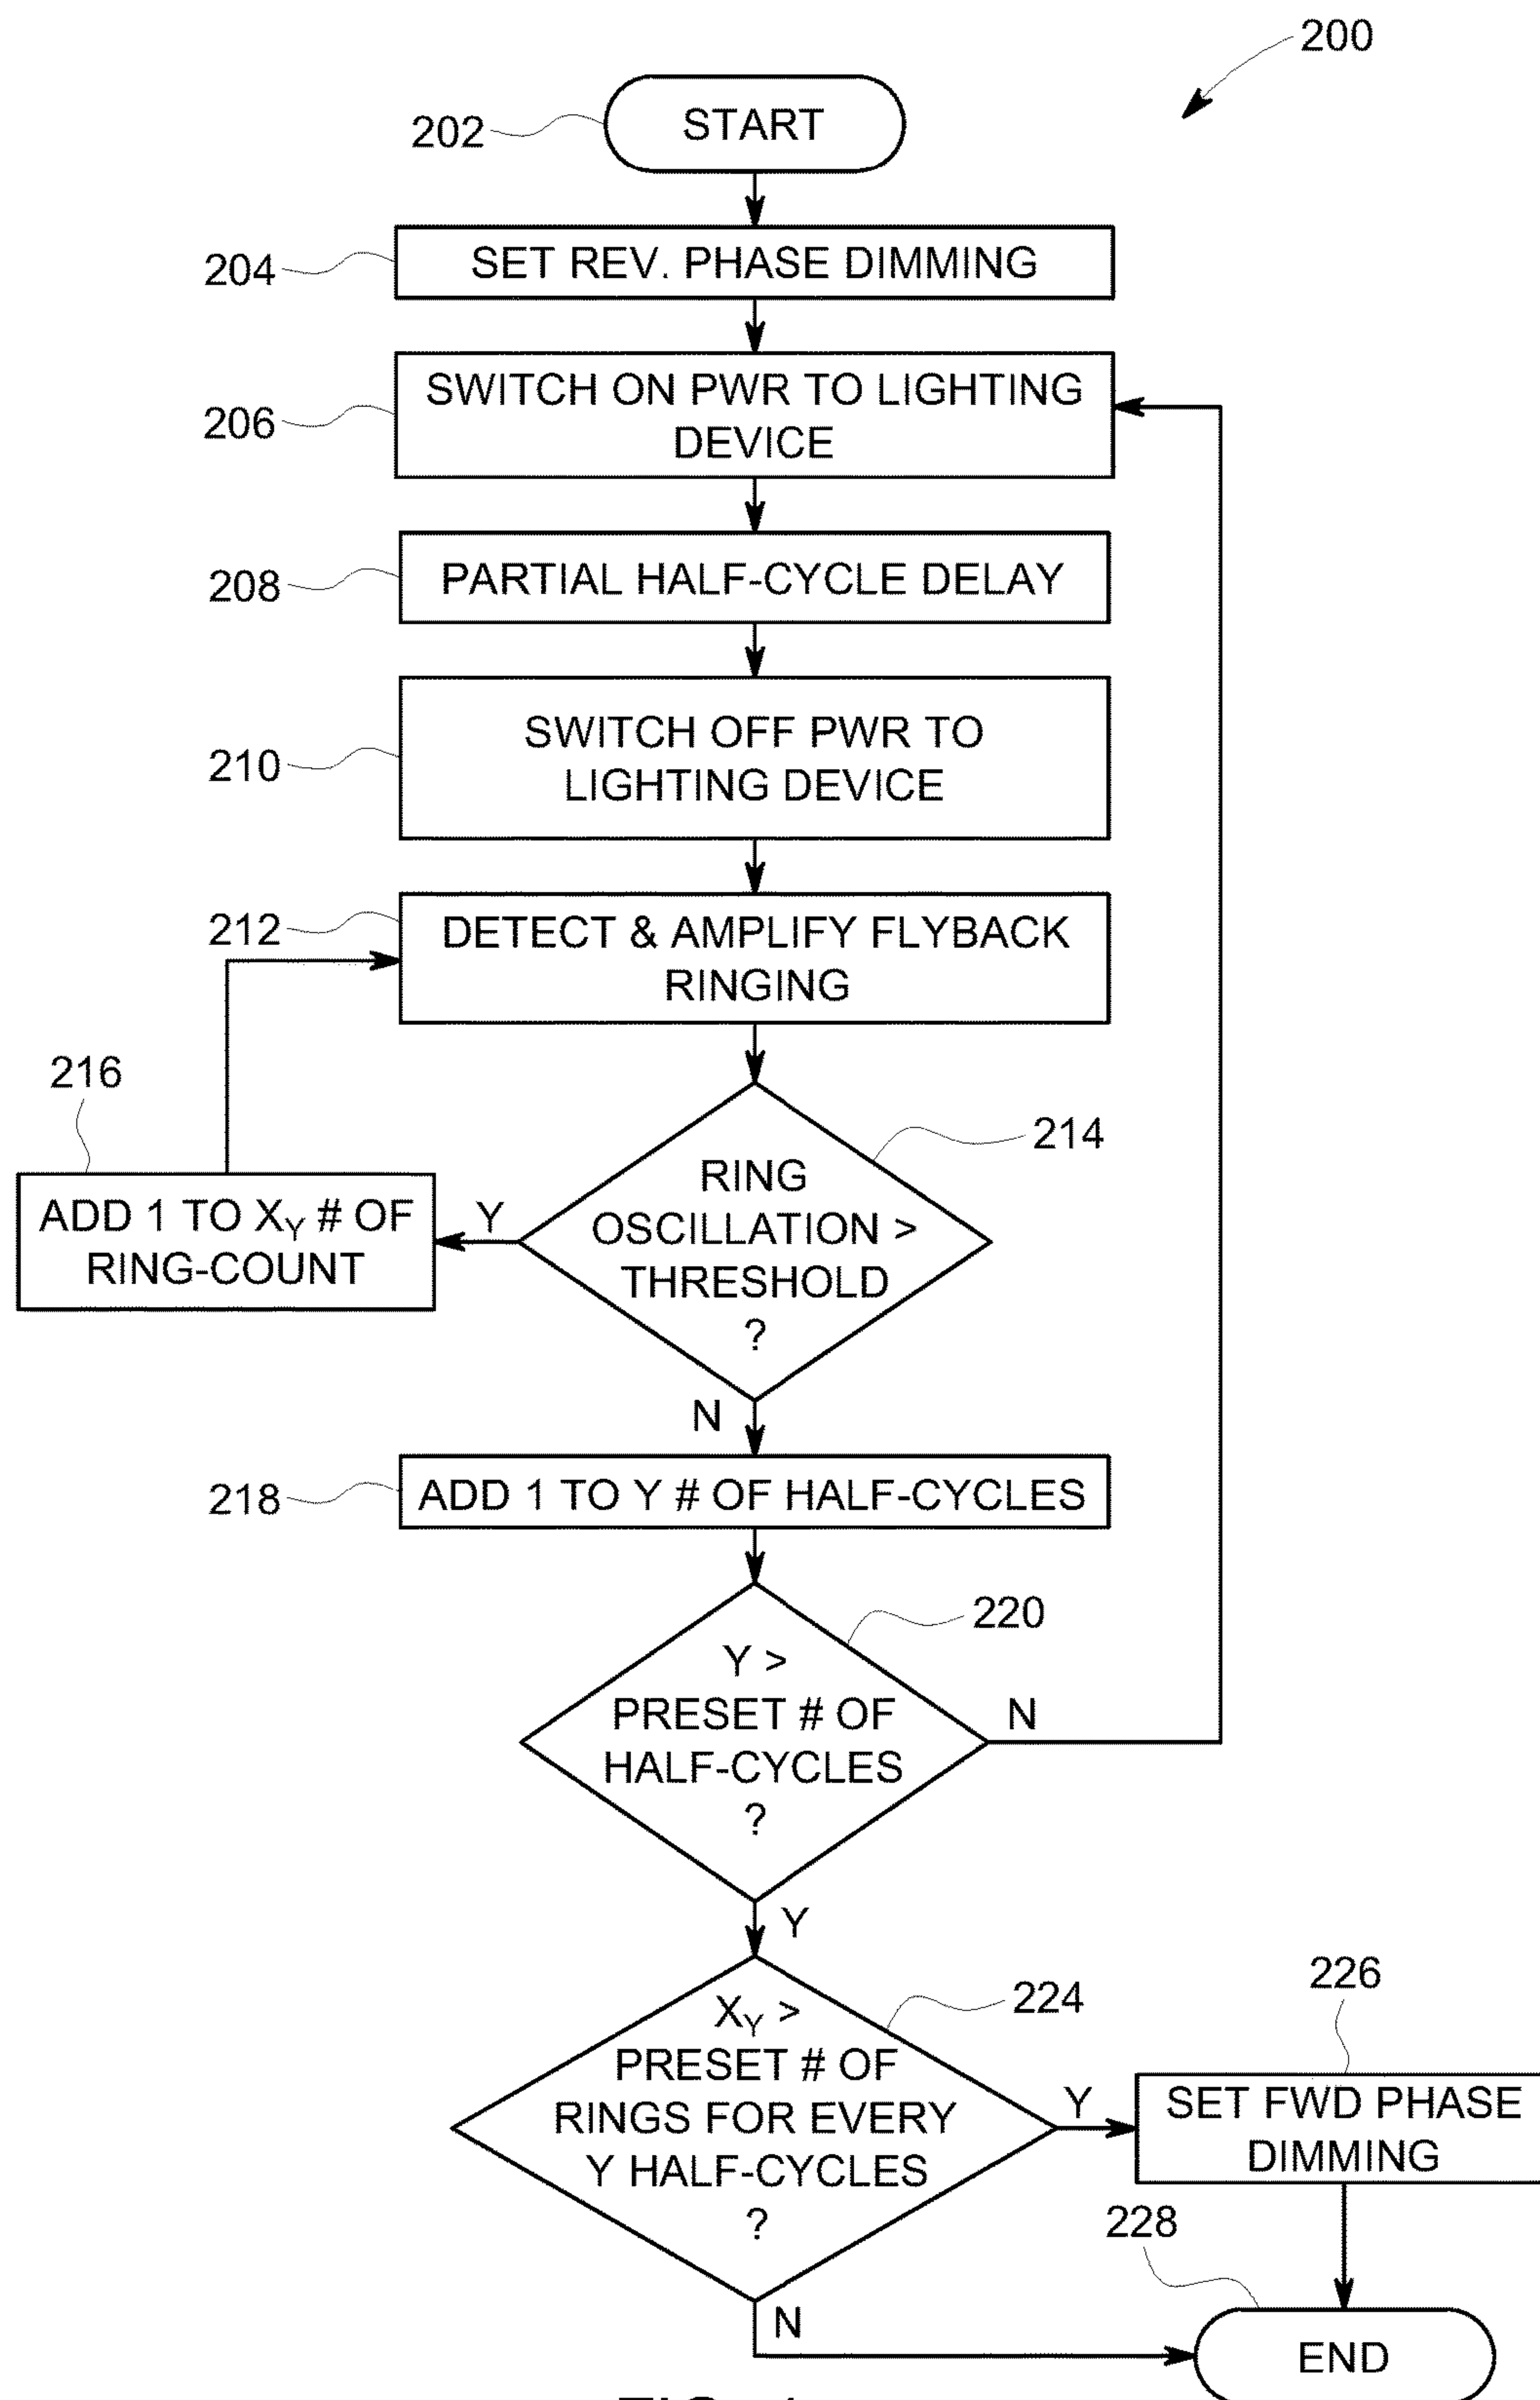 200
202
START
204
SET REV. PHASE DIMMING
206
SWITCH ON PWR TO LIGHTING
DEVICE
208
PARTIAL HALF-CYCLE DELAY
210
SWITCH OFF PWR TO
LIGHTING DEVICE
212
DETECT & AMPLIFY FLYBACK
RINGING
214
RING
OSCILLATION >
THRESHOLD
?
Y
216
ADD 1 TO XY # OF
RING-COUNT
N
218
ADD 1 TO Y # OF HALF-CYCLES
220
Y >
PRESET # OF
HALF-CYCLES
?
N
Y
224
XY >
PRESET # OF
RINGS FOR EVERY
Y HALF-CYCLES
?
Y
226
SET FWD PHASE
DIMMING
N
228
END